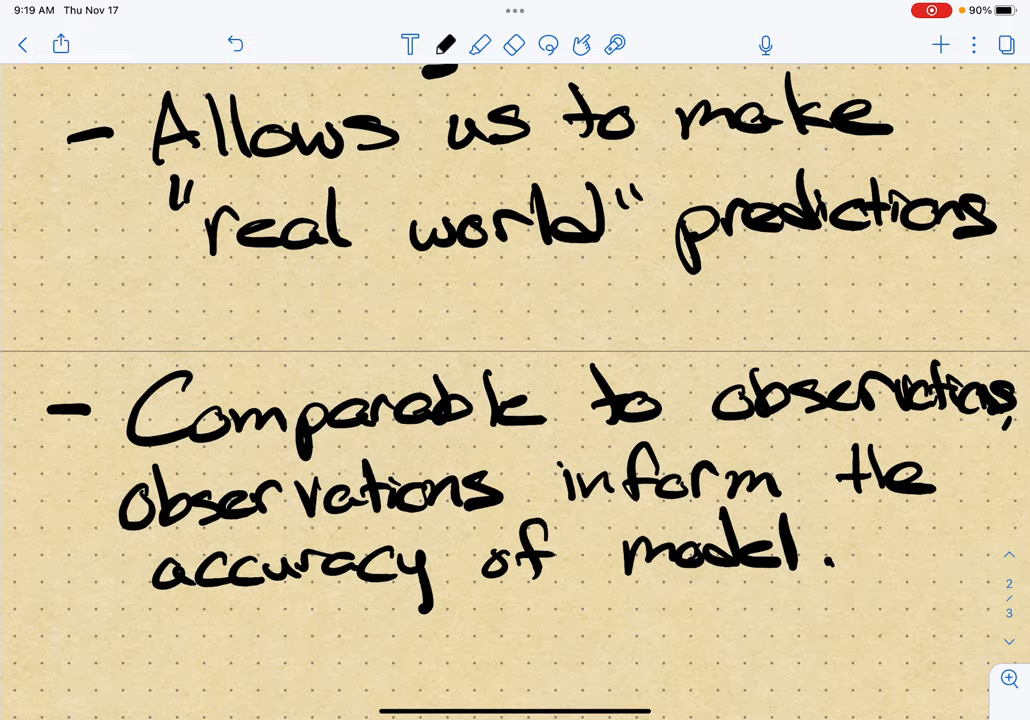 9:19 AM Thu Nov 17
90%
T
- Allows us to make
"real world" predictions
- Comparable to observations,
observations inform the
accuracy of model.
2
/
3